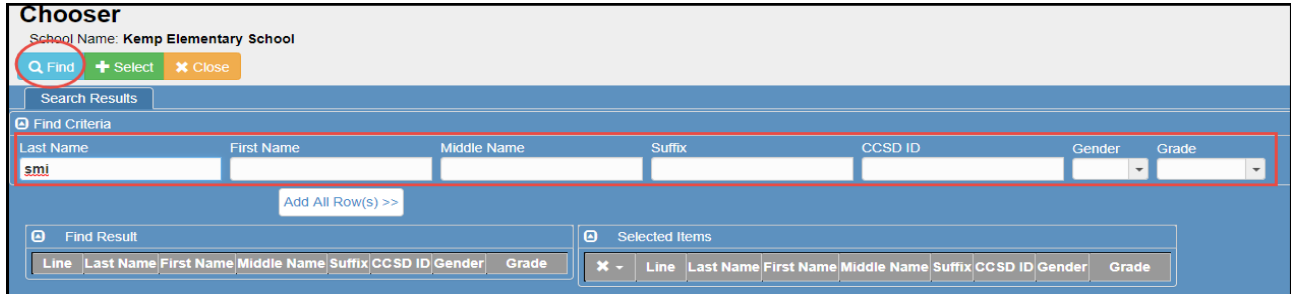 Chooser
School Name: Kemp Elementary School
Find Select Close
Search Results
Find Criteria
Last Name First Name Middle Name Suffix CCSD ID Gender Grade
smi
Add All Row(s) >>
Find Result Selected Items
Line Last Name First Name Middle Name Suffix CCSD ID Gender Grade Line Last Name First Name Middle Name Suffix CCSD ID Gender Grade